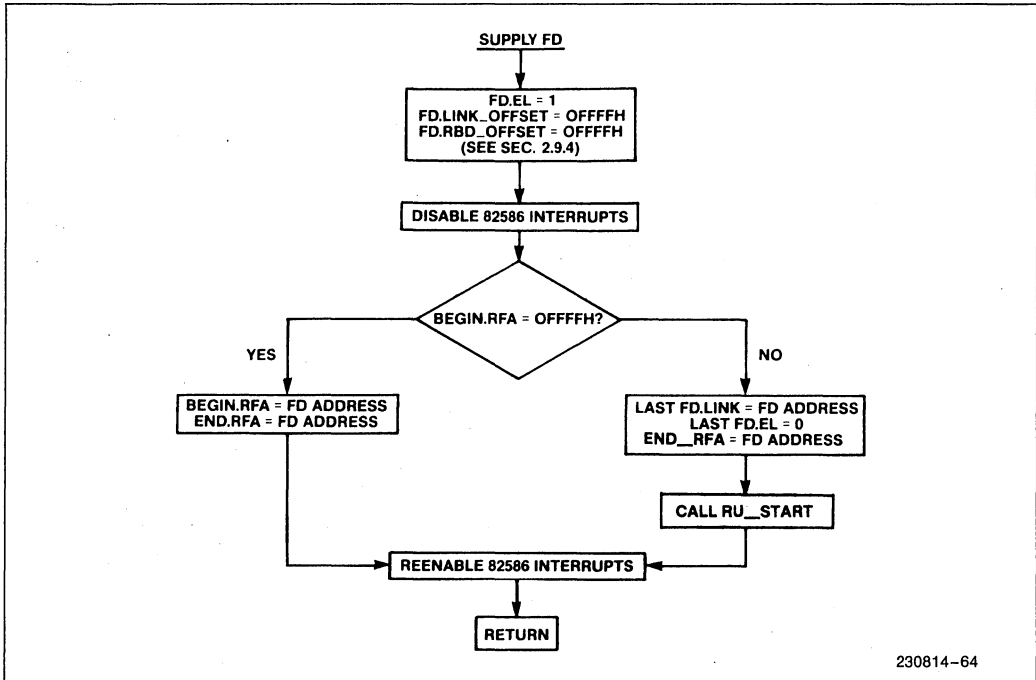 SUPPLY FD
FD.EL = 1
FD.LINK_OFFSET = OFFFFH
FD.RBD_OFFSET = OFFFFH
(SEE SEC. 2.9.4)
DISABLE 82586 INTERRUPTS
BEGIN.RFA = OFFFFH?
YES
NO
BEGIN.RFA = FD ADDRESS
END.RFA = FD ADDRESS
LAST FD.LINK = FD ADDRESS
LAST FD.EL = 0
END__RFA = FD ADDRESS
CALL RU__START
REENABLE 82586 INTERRUPTS
RETURN
230814–64